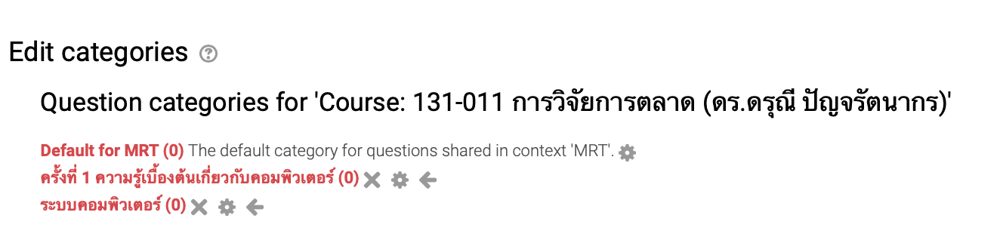 Edit categories
Question categories for 'Course: 131-011 การวิจัยการตลาด (ดร.ดรุณี ปัญจรัตนากร)'
Default for MRT (0) The default category for questions shared in context 'MRT'.
ครั้งที่ 1 ความรู้เบื้องต้นเกี่ยวกับคอมพิวเตอร์ (0)
ระบบคอมพิวเตอร์ (0)